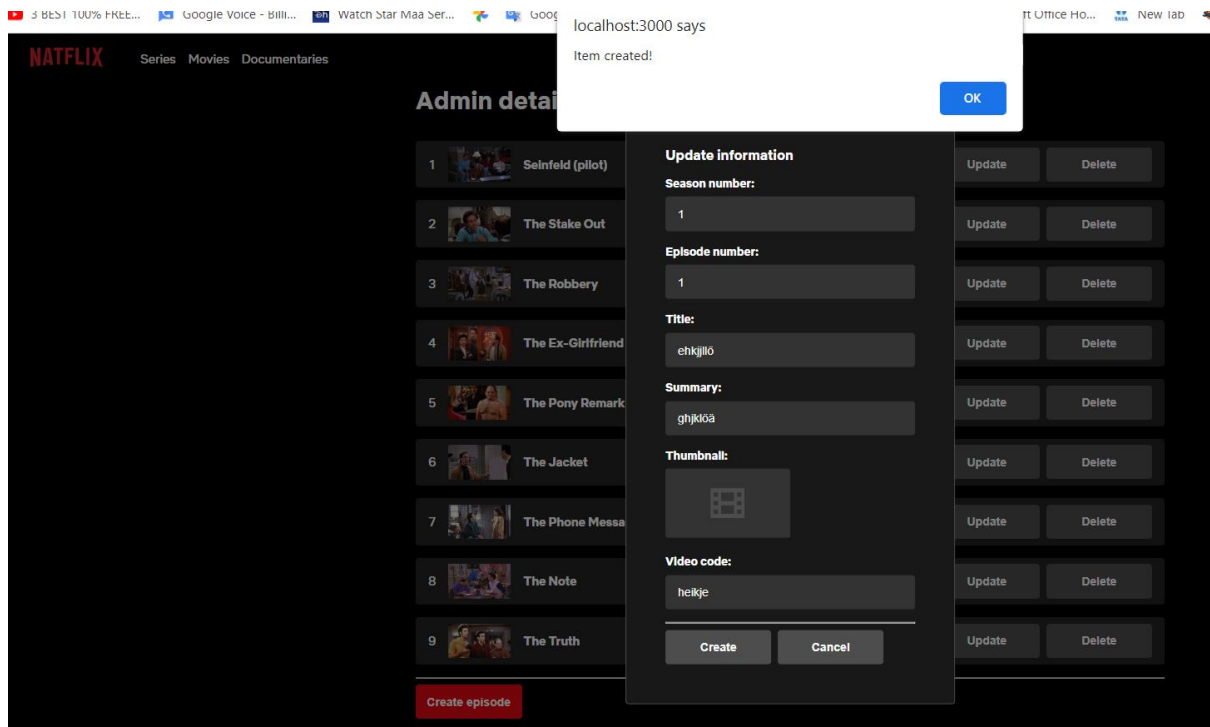 3 BEST 100% FREE... Google Voice - Billi... Watch Star Maa Ser... Goog ft Office Ho... New Tab
localhost:3000 says
Item created!
OK
NATFLIX Series Movies Documentaries
Admin detai
1 Seinfeld (pilot) Update Delete
2 The Stake Out Update Delete
3 The Robbery Update Delete
4 The Ex-Girlfriend Update Delete
5 The Pony Remark Update Delete
6 The Jacket Update Delete
7 The Phone Messa Update Delete
8 The Note Update Delete
9 The Truth Update Delete
Create episode
Update information
Season number:
1
Episode number:
1
Title:
ehkjjllö
Summary:
ghjklöä
Thumbnail:
Video code:
heikje
Create Cancel